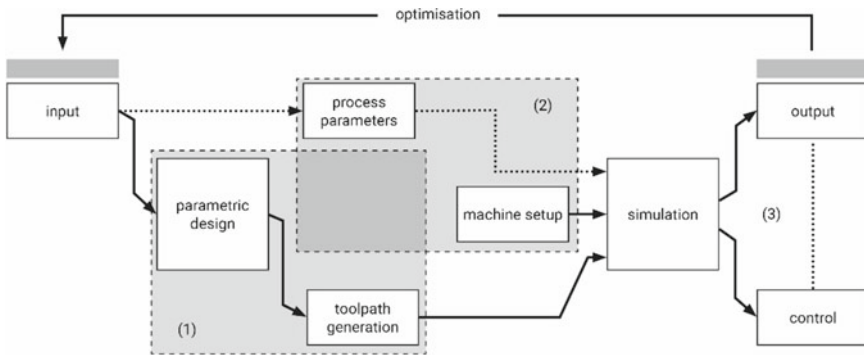 optimisation
input
process
parameters
(2)
output
parametric
design
machine setup
simulation
(3)
(1)
toolpath
generation
control